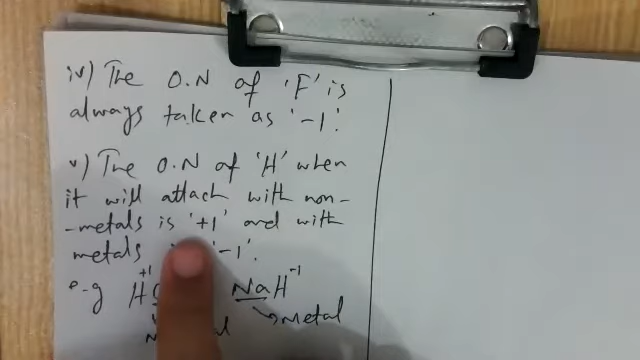 iv) The O.N of 'F' is
always taken as '-1'.
v) The O.N of 'H' when
it will attach with non-
-metals is '+1' and with
metals '-1'.
e.g H+1 NaH-1
metal